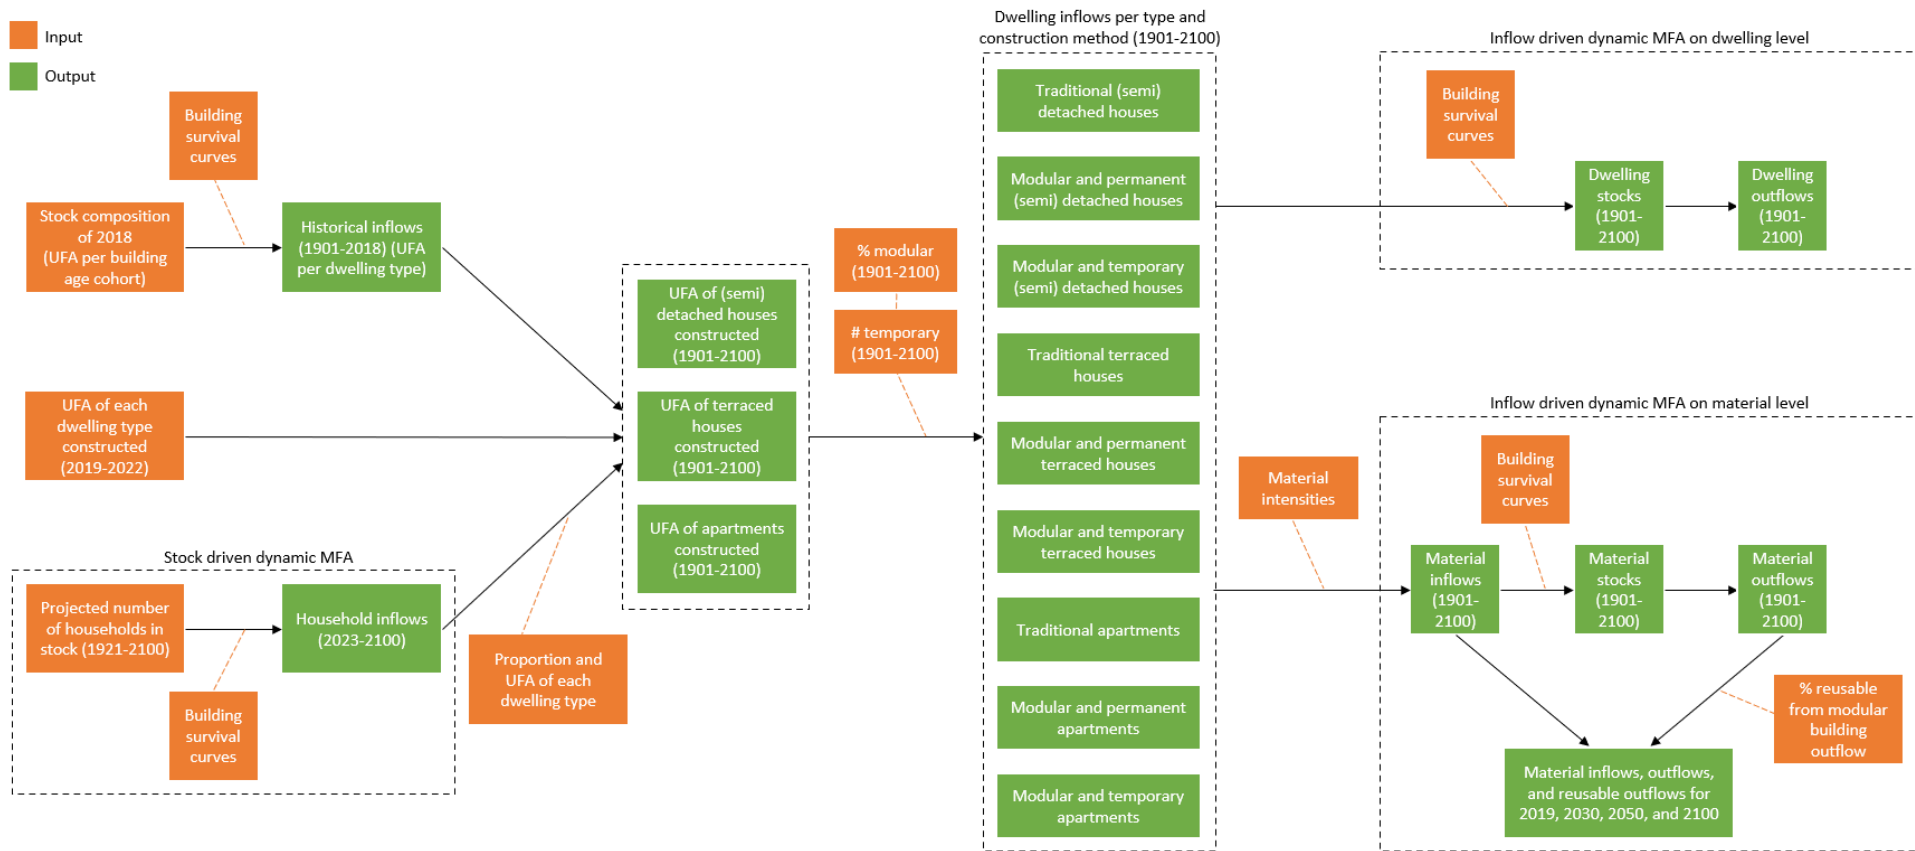 Input
Output
Building
survival
curves
Stock composition
of 2018
(UFA per building
age cohort)
Historical inflows
(1901-2018) (UFA
per dwelling type)
UFA of each
dwelling type
constructed
(2019-2022)
Stock driven dynamic MFA
Projected number
of households in
stock (1921-2100)
Household inflows
(2023-2100)
Building
survival
curves
Proportion and
UFA of each
dwelling type
UFA of (semi)
detached houses
constructed
(1901-2100)
UFA of terraced
houses
constructed
(1901-2100)
UFA of apartments
constructed
(1901-2100)
% modular
(1901-2100)
# temporary
(1901-2100)
Dwelling inflows per type and
construction method (1901-2100)
Traditional (semi)
detached houses
Modular and permanent
(semi) detached houses
Modular and temporary
(semi) detached houses
Traditional terraced
houses
Modular and permanent
terraced houses
Modular and temporary
terraced houses
Traditional apartments
Modular and permanent
apartments
Modular and temporary
apartments
Inflow driven dynamic MFA on dwelling level
Building
survival
curves
Dwelling
stocks
(1901-
2100)
Dwelling
outflows
(1901-
2100)
Material
intensities
Inflow driven dynamic MFA on material level
Building
survival
curves
Material
inflows
(1901-
2100)
Material
stocks
(1901-
2100)
Material
outflows
(1901-
2100)
% reusable
from modular
building
outflow
Material inflows, outflows,
and reusable outflows for
2019, 2030, 2050, and 2100